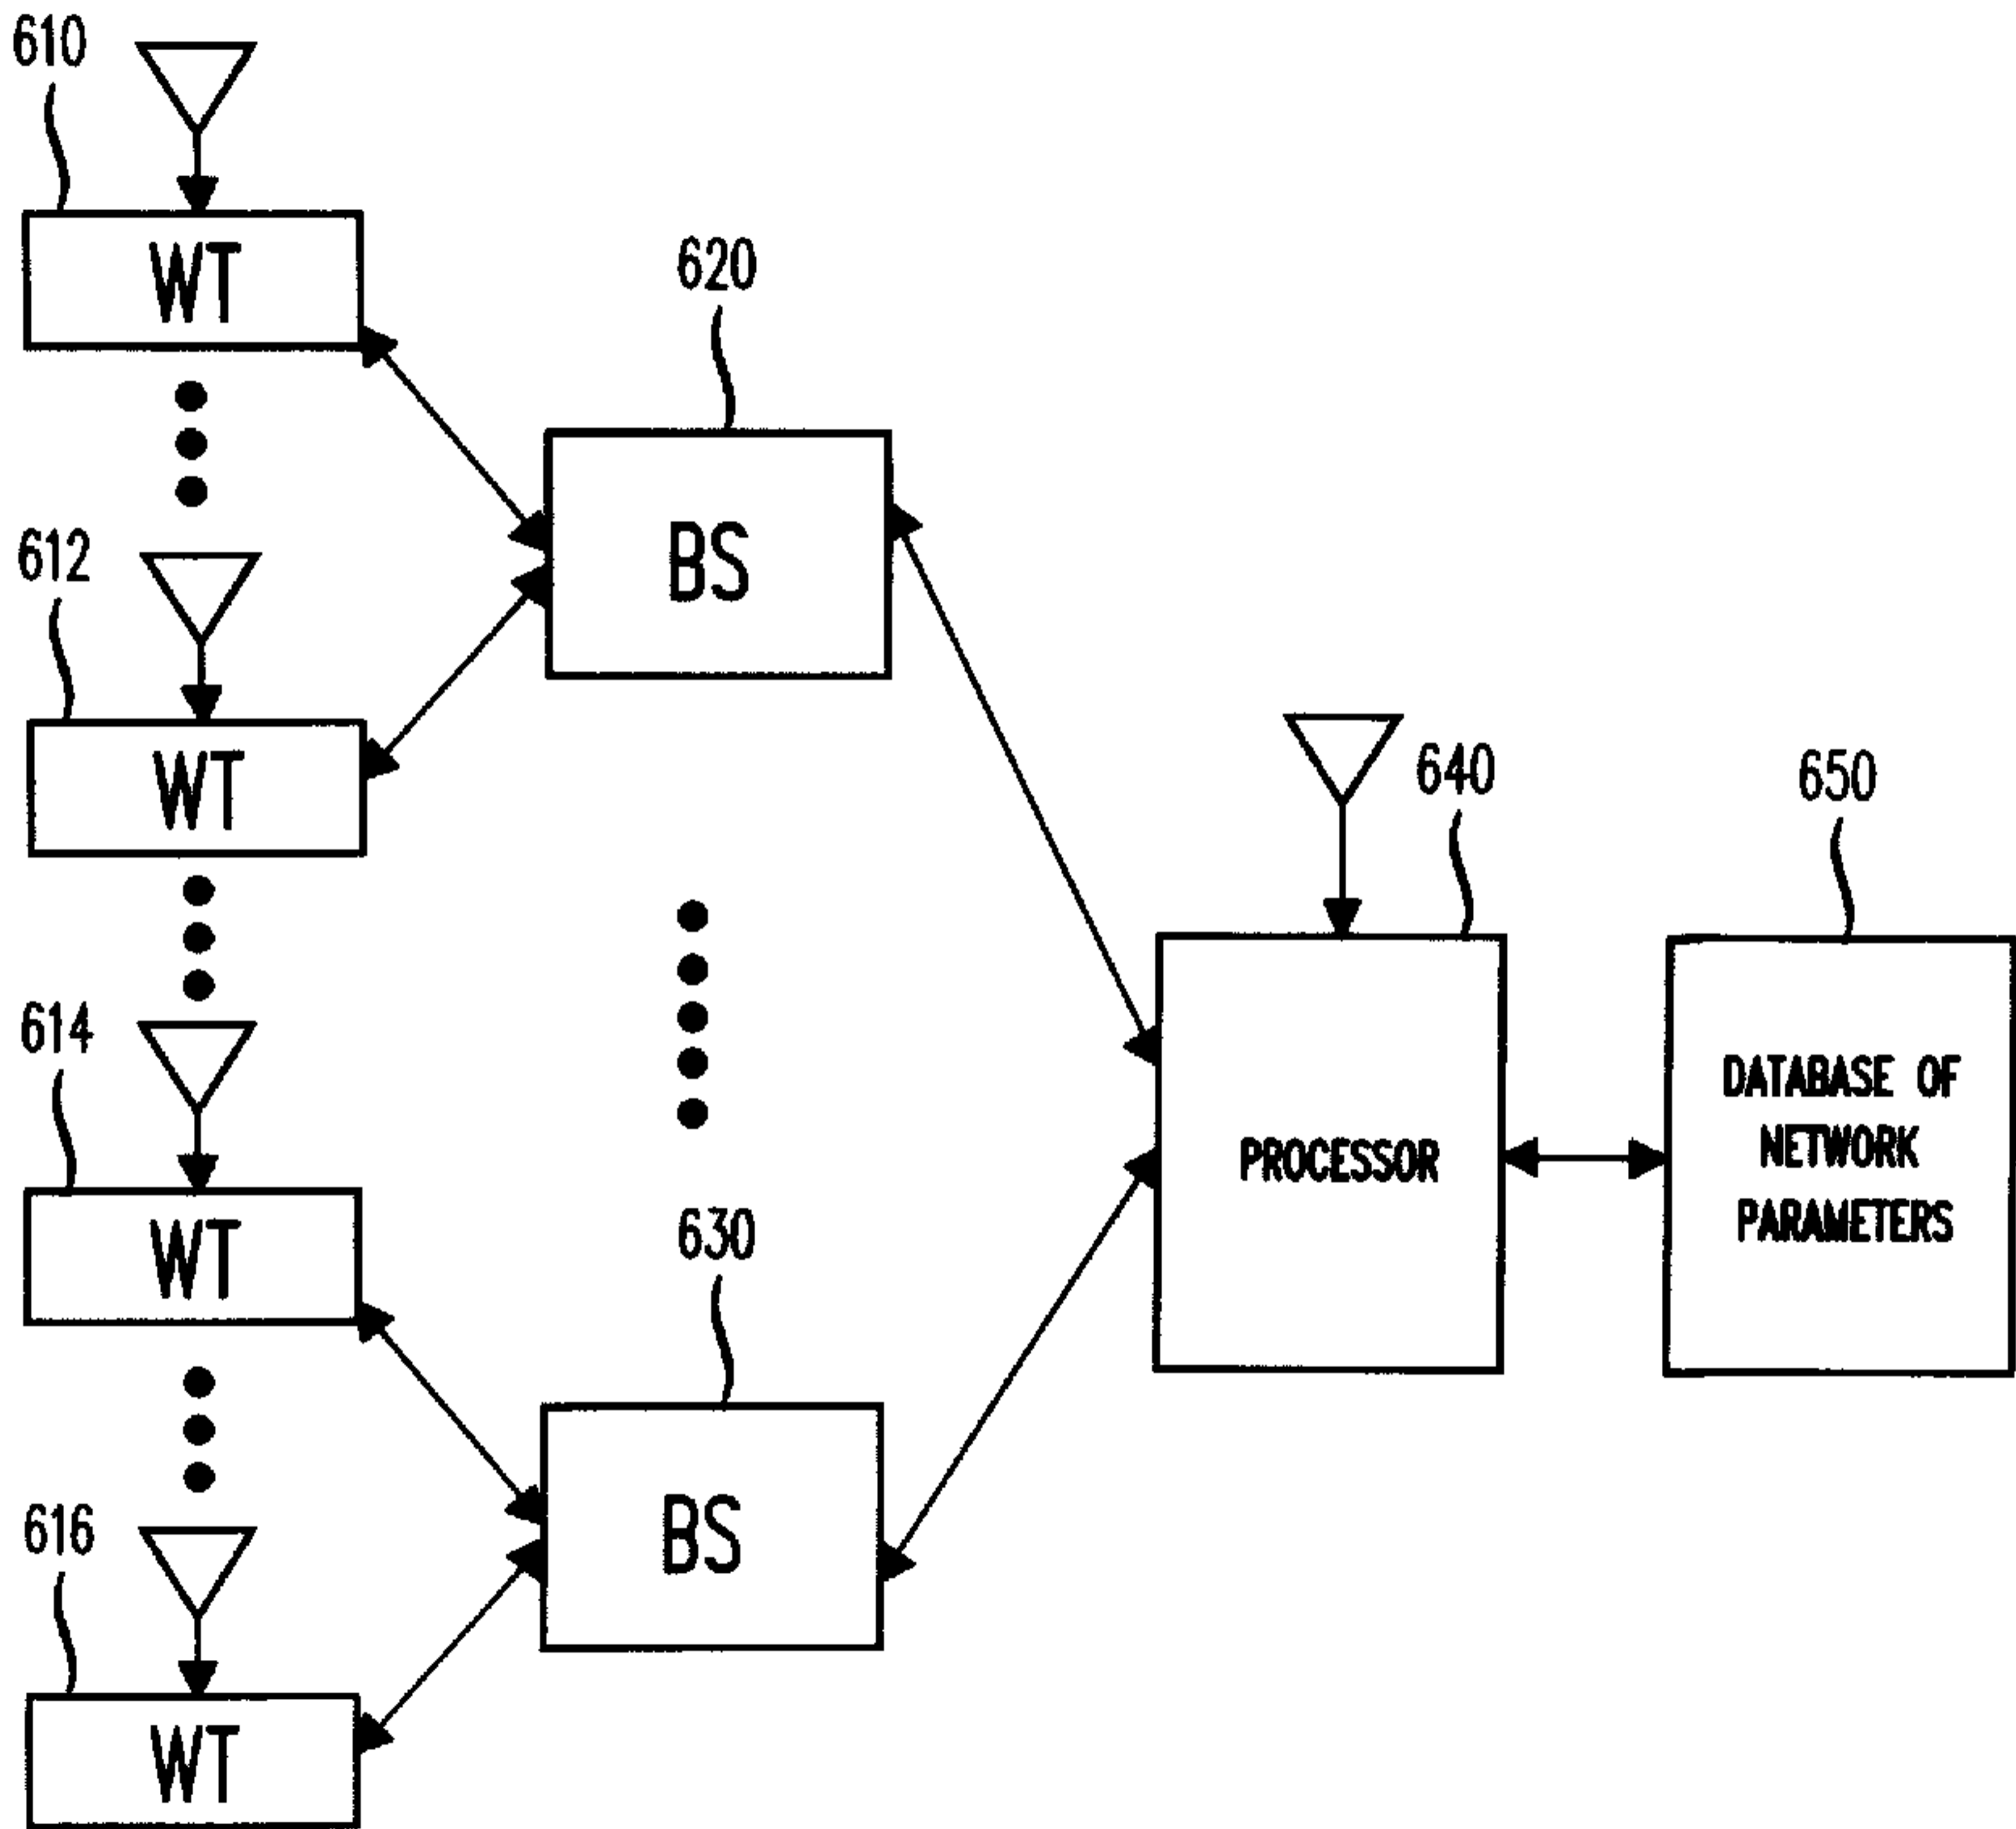 610
WT
620
BS
612
WT
640
650
614
WT
PROCESSOR
DATABASE OF
NETWORK
PARAMETERS
630
BS
616
WT